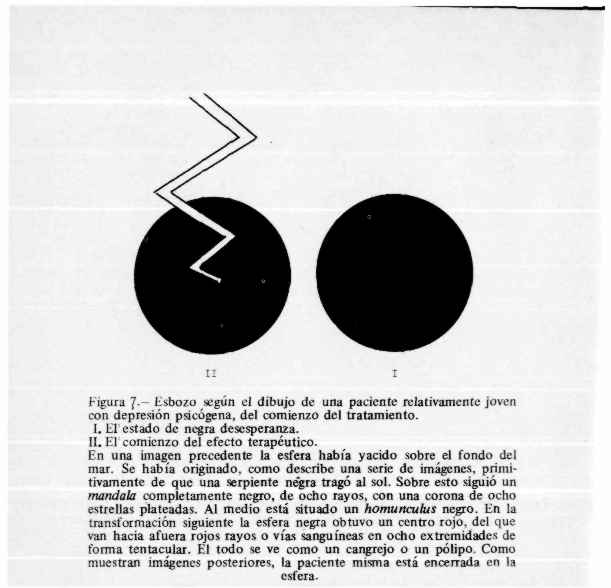 II I
Figura 7.— Esbozo según el dibujo de una paciente relativamente joven
con depresión psicógena, del comienzo del tratamiento.
I. El estado de negra desesperanza.
II. El comienzo del efecto terapéutico.
En una imagen precedente la esfera había yacido sobre el fondo del
mar. Se había originado, como describe una serie de imágenes, primi-
tivamente de que una serpiente negra tragó al sol. Sobre esto siguió un
mandala completamente negro, de ocho rayos, con una corona de ocho
estrellas plateadas. Al medio está situado un homunculus negro. En la
transformación siguiente la esfera negra obtuvo un centro rojo, del que
van hacia afuera rojos rayos o vías sanguíneas en ocho extremidades de
forma tentacular. El todo se ve como un cangrejo o un pólipo. Como
muestran imágenes posteriores, la paciente misma está encerrada en la
esfera.